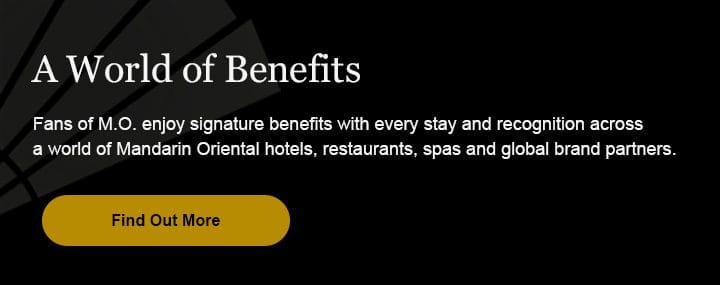 A World of Benefits
Fans of M.O. enjoy signature benefits with every stay and recognition across
a world of Mandarin Oriental hotels, restaurants, spas and global brand partners.
Find Out More